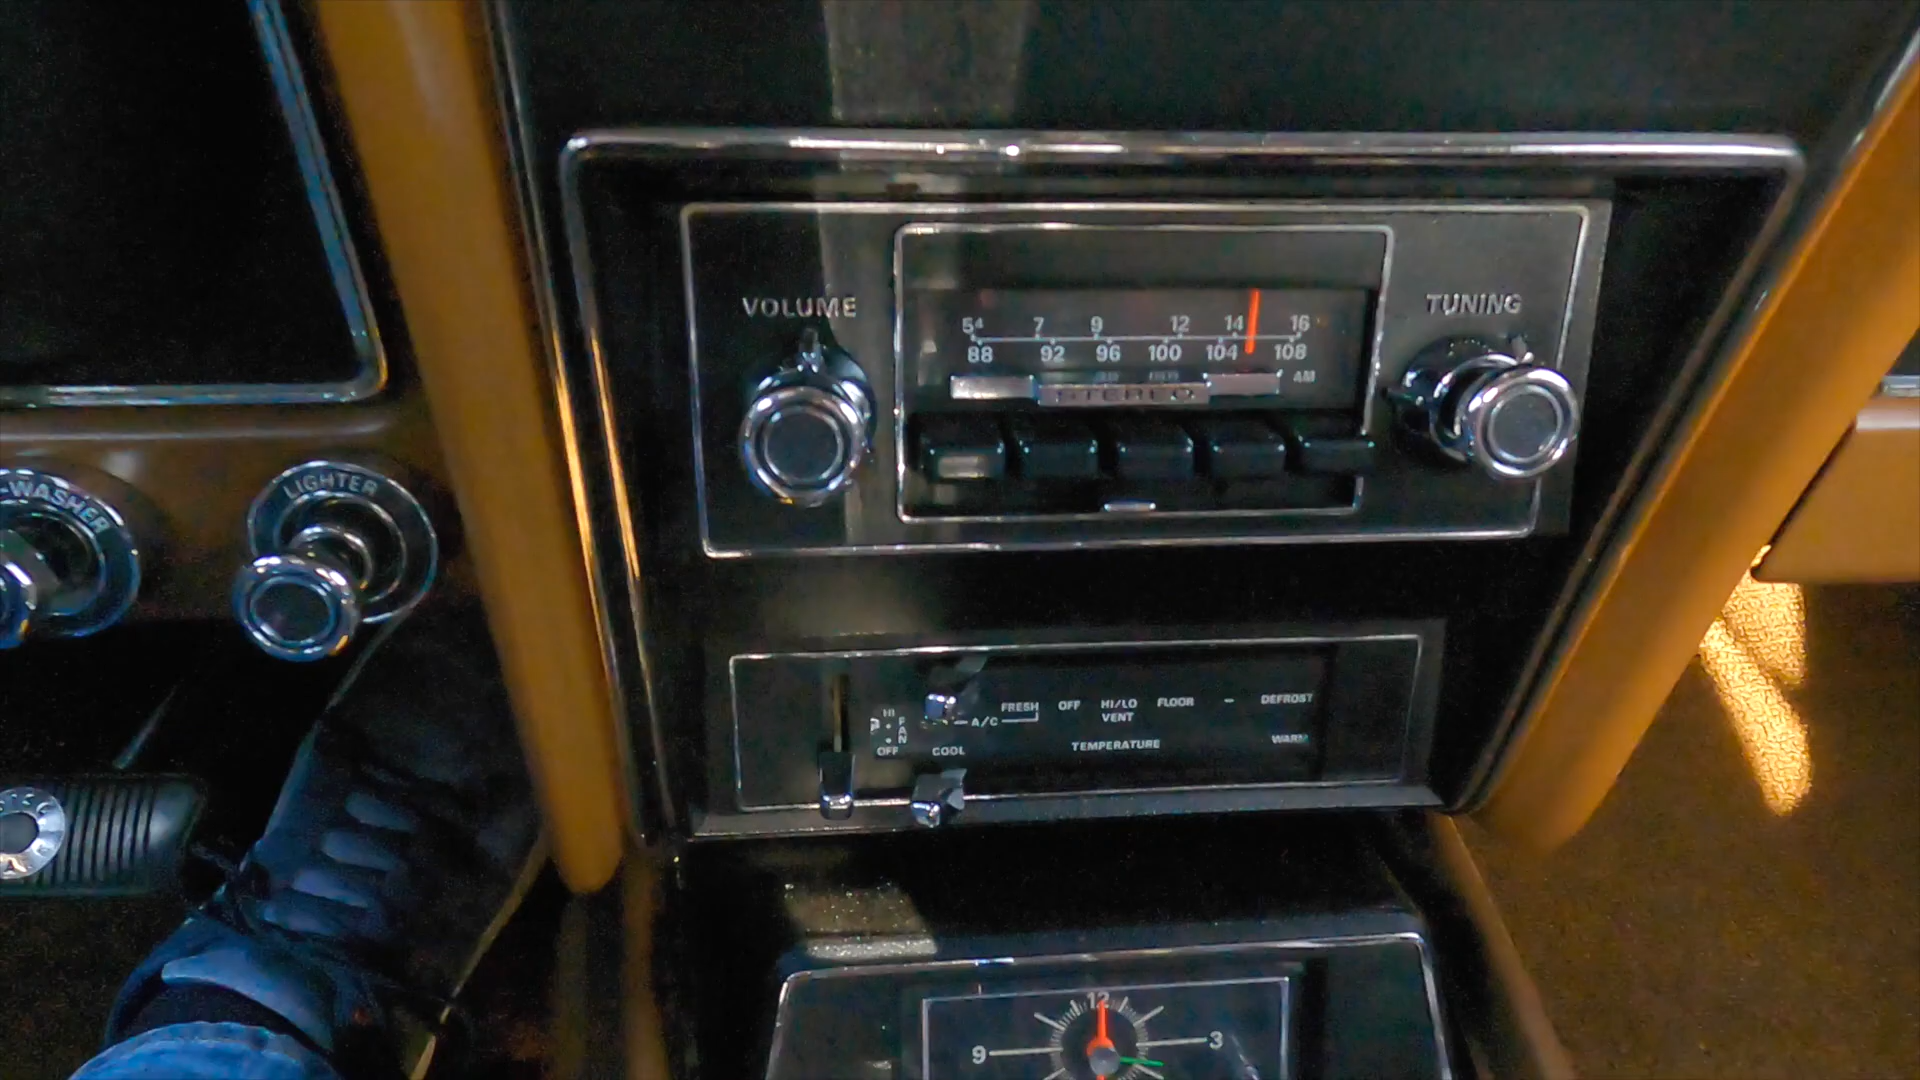 VOLUME
TUNING
54 7 9 12 14 16
88 92 96 100 104 108
AM
STEREO
-WASHER
LIGHTER
HI
FAN
OFF
A/C
FRESH OFF HI/LO VENT FLOOR - DEFROST
COOL TEMPERATURE WARM
12
9 3